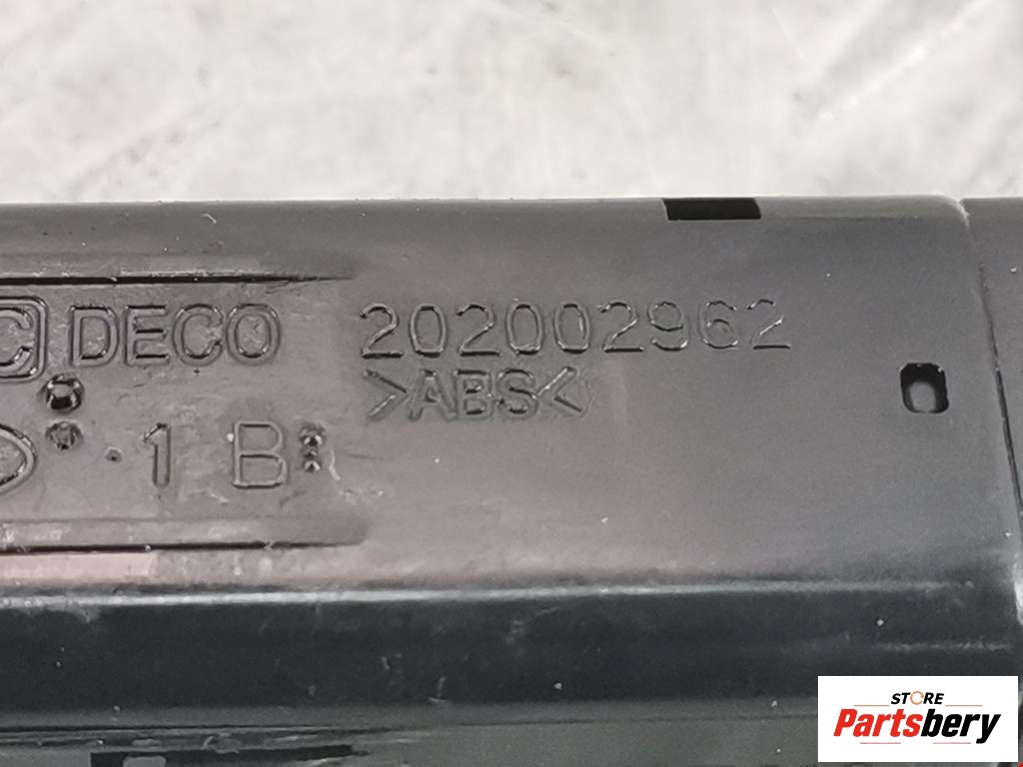 C DECO 202002962
>ABS<
1 B
STORE
Partsbery